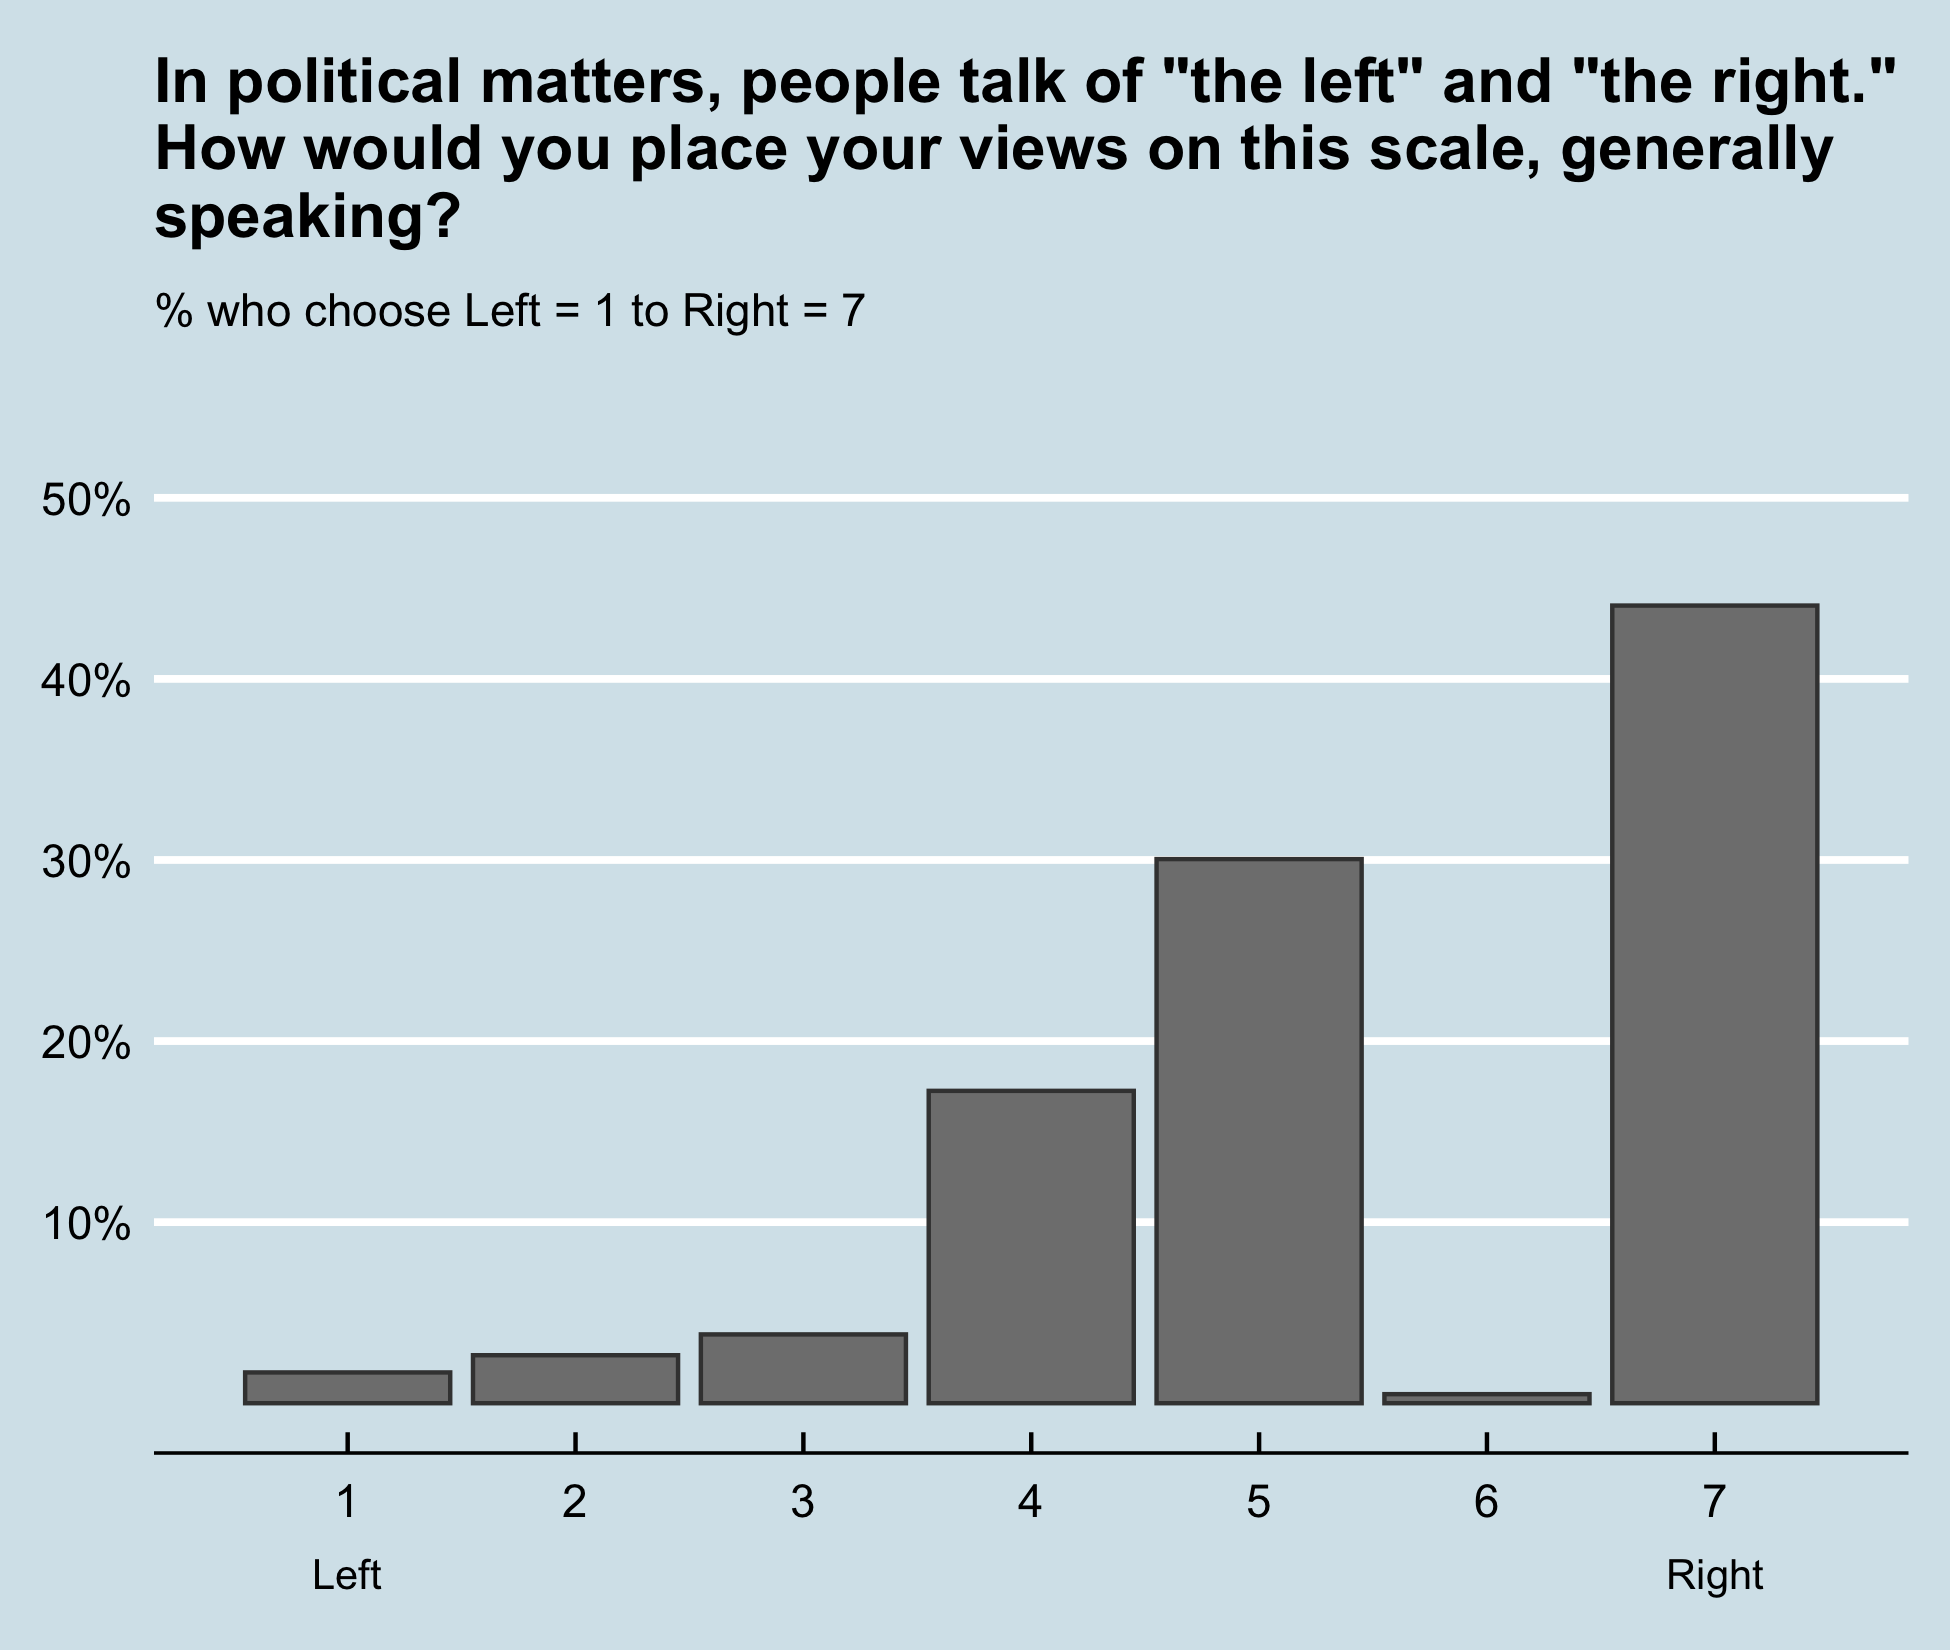 In political matters, people talk of "the left" and "the right."
How would you place your views on this scale, generally
speaking?
% who choose Left = 1 to Right = 7
50%
40%
30%
20%
10%
1 2 3 4 5 6 7
Left Right